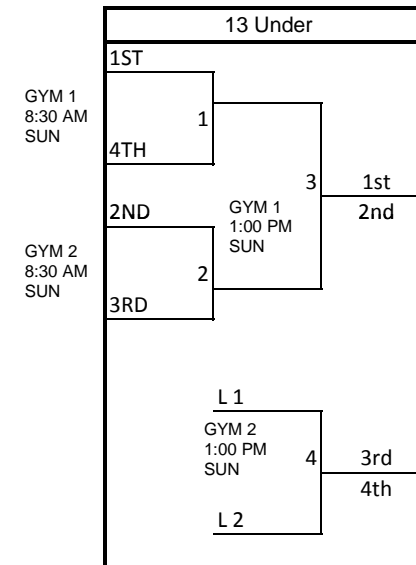 13 Under
1ST
GYM 1
8:30 AM
SUN
1
4TH
3
1st
2nd
2ND
GYM 1
1:00 PM
SUN
GYM 2
8:30 AM
SUN
2
3RD
L 1
GYM 2
1:00 PM
SUN
4
3rd
4th
L 2